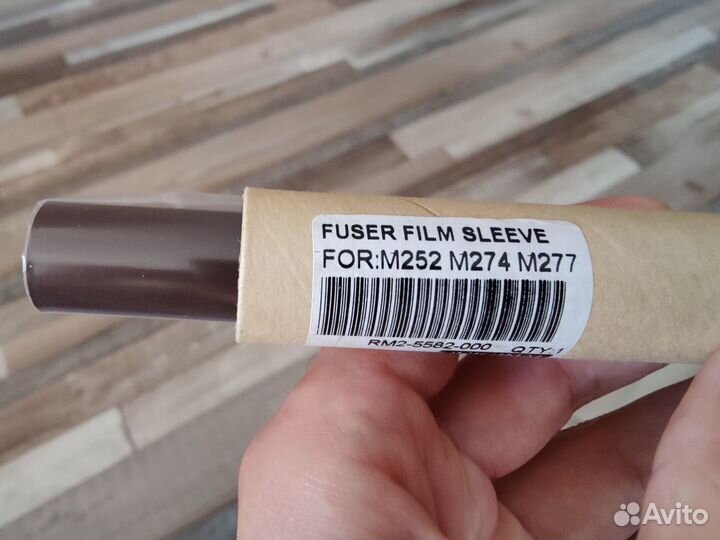 FUSER FILM SLEEVE
FOR:M252 M274 M277
RM2-5582-000 QTY-1
Avito